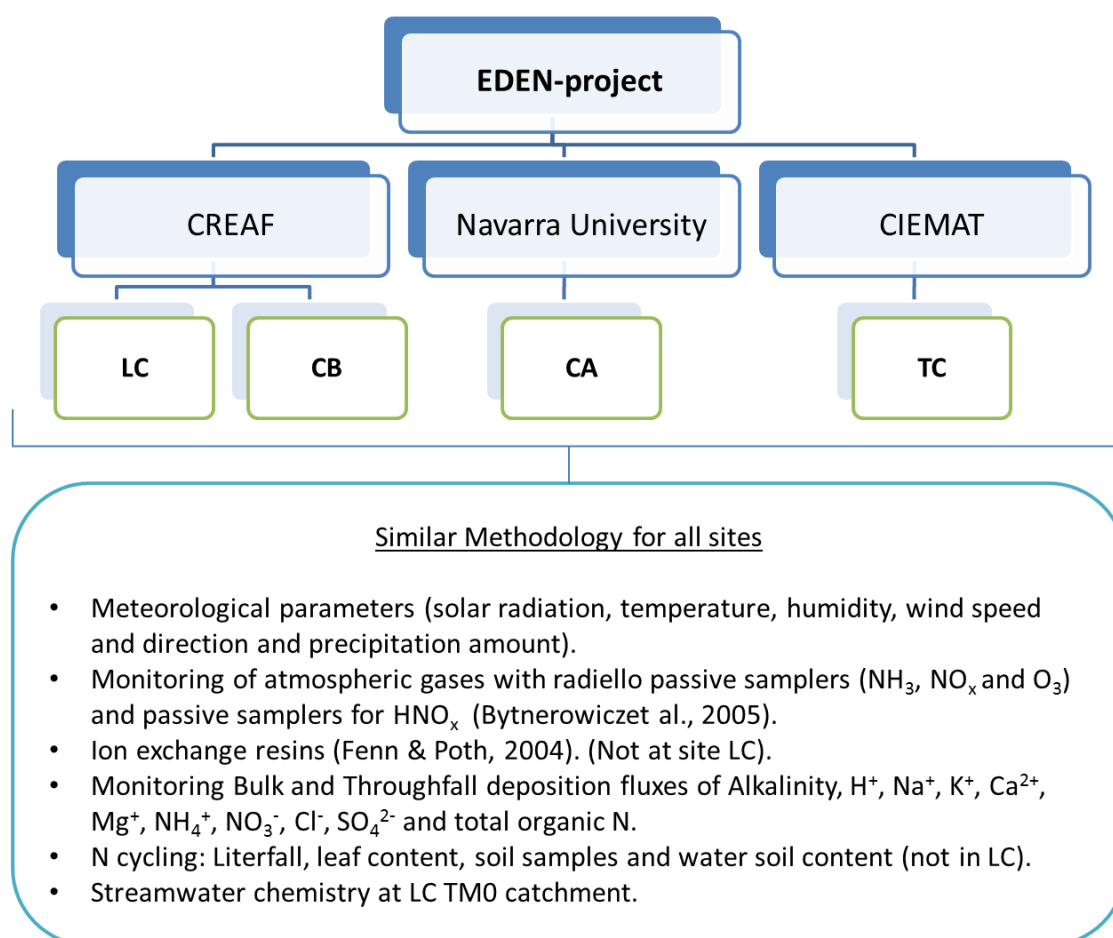 EDEN-project
CREAF
Navarra University
CIEMAT
LC
CB
CA
TC
Similar Methodology for all sites
• Meteorological parameters (solar radiation, temperature, humidity, wind speed
and direction and precipitation amount).
• Monitoring of atmospheric gases with radiello passive samplers (NH₃, NOₓ and O₃)
and passive samplers for HNOₓ (Bytnerowiczet al., 2005).
• Ion exchange resins (Fenn & Poth, 2004). (Not at site LC).
• Monitoring Bulk and Throughfall deposition fluxes of Alkalinity, H⁺, Na⁺, K⁺, Ca²⁺,
Mg⁺, NH₄⁺, NO₃⁻, Cl⁻, SO₄²⁻ and total organic N.
• N cycling: Literfall, leaf content, soil samples and water soil content (not in LC).
• Streamwater chemistry at LC TM0 catchment.